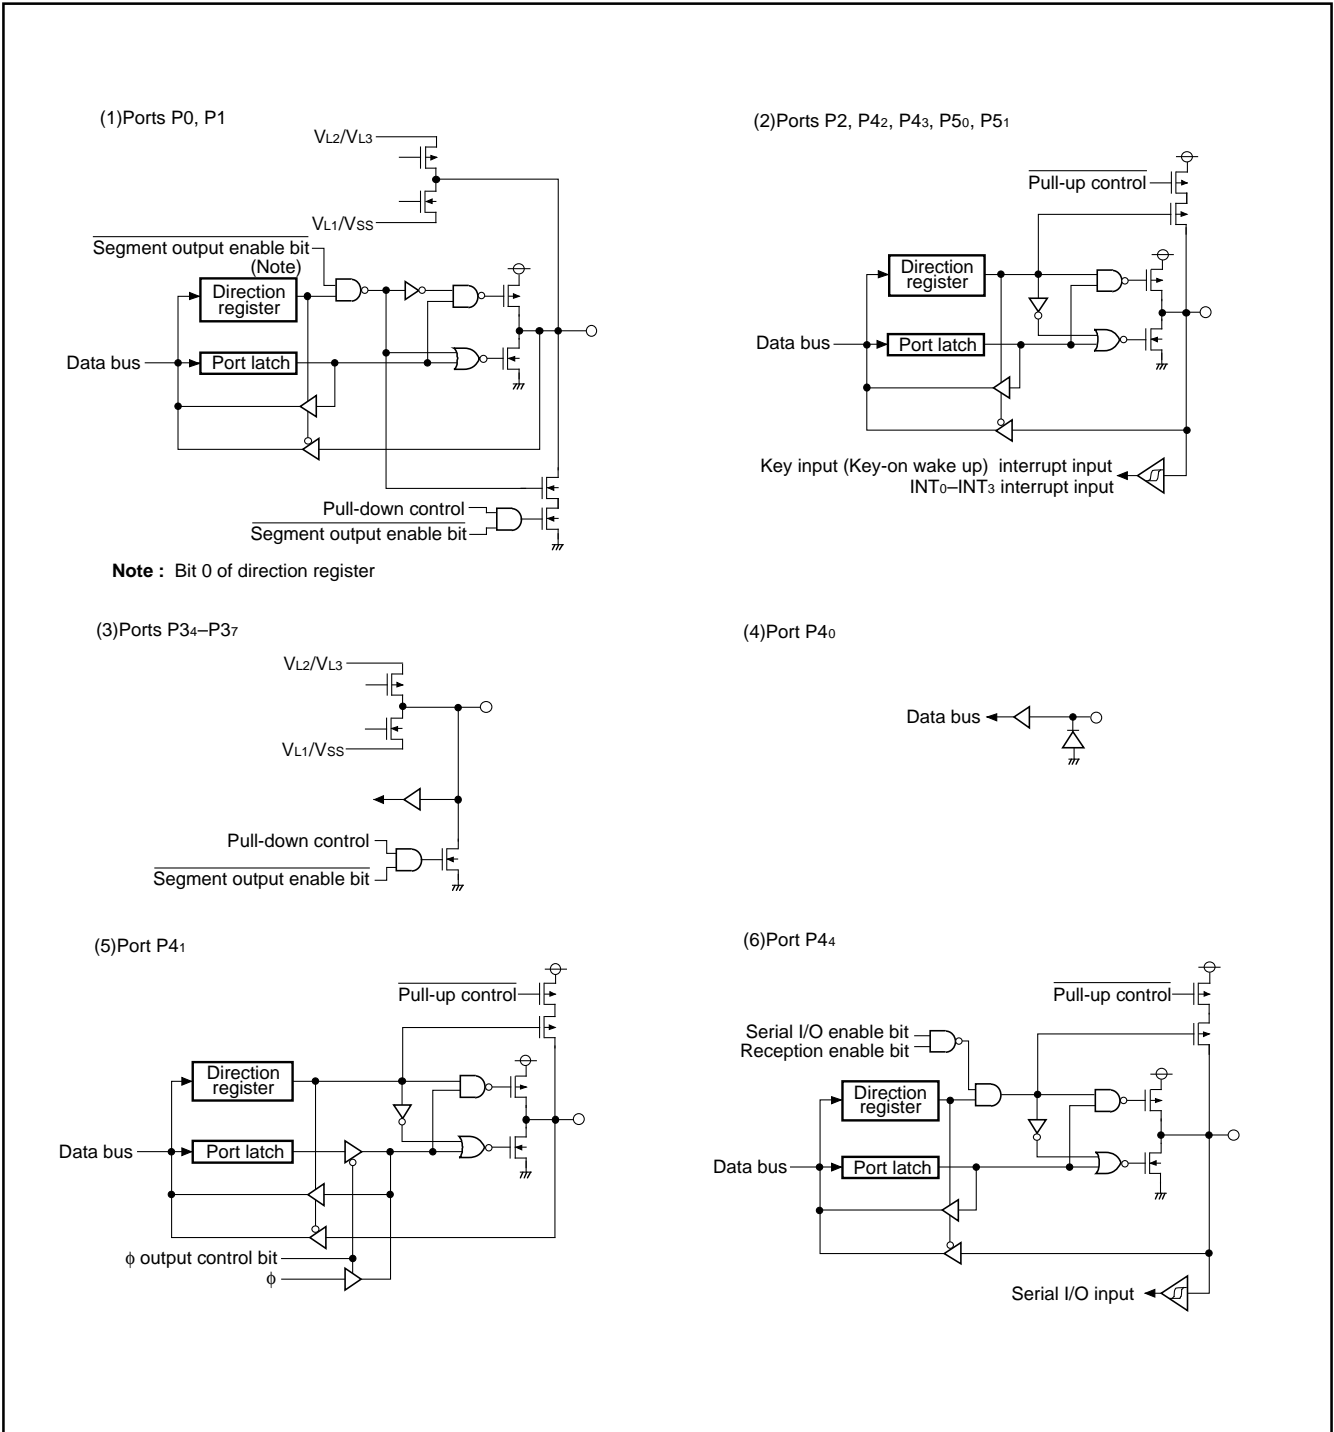 (1)Ports P0, P1
VL2/VL3
VL1/VSS
Segment output enable bit
(Note)
Direction
register
Data bus
Port latch
Pull-down control
Segment output enable bit
Note : Bit 0 of direction register
(2)Ports P2, P42, P43, P50, P51
Pull-up control
Direction
register
Data bus
Port latch
Key input (Key-on wake up) interrupt input
INT0–INT3 interrupt input
(3)Ports P34–P37
VL2/VL3
VL1/VSS
Pull-down control
Segment output enable bit
(4)Port P40
Data bus
(5)Port P41
Pull-up control
Direction
register
Data bus
Port latch
ϕ output control bit
ϕ
(6)Port P44
Pull-up control
Serial I/O enable bit
Reception enable bit
Direction
register
Data bus
Port latch
Serial I/O input